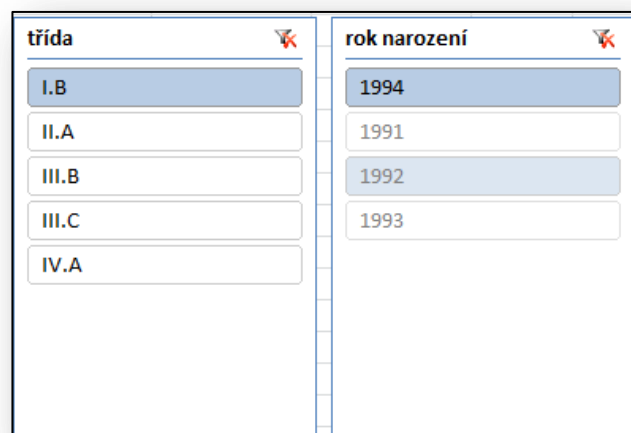 třída
I.B
II.A
III.B
III.C
IV.A
rok narození
1994
1991
1992
1993